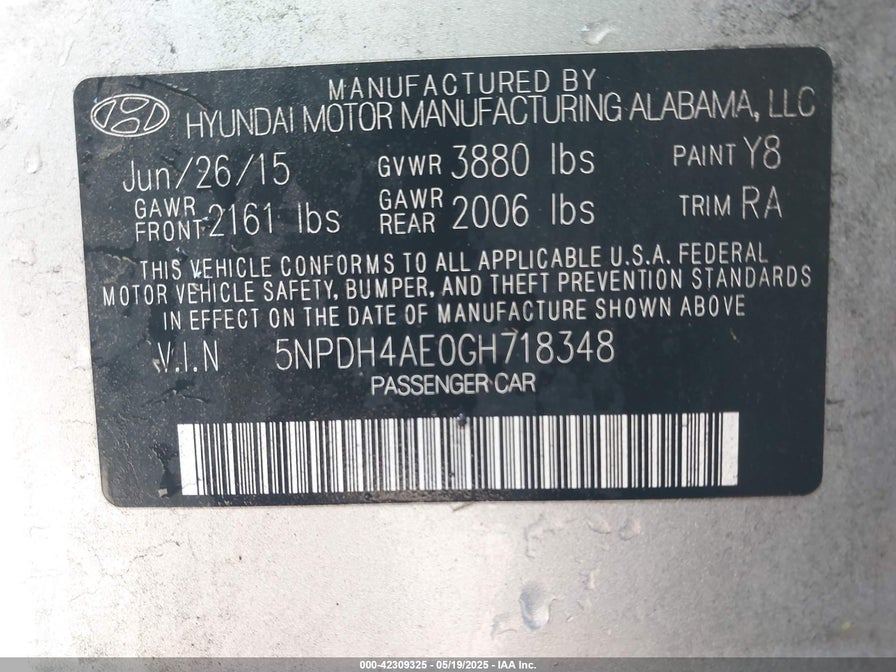 MANUFACTURED BY
HYUNDAI MOTOR MANUFACTURING ALABAMA, LLC
Jun/26/15 GVWR 3880 lbs PAINT Y8
GAWR FRONT 2161 lbs GAWR REAR 2006 lbs TRIM RA
THIS VEHICLE CONFORMS TO ALL APPLICABLE U.S.A. FEDERAL
MOTOR VEHICLE SAFETY, BUMPER, AND THEFT PREVENTION STANDARDS
IN EFFECT ON THE DATE OF MANUFACTURE SHOWN ABOVE
V.I.N 5NPDH4AE0GH718348
PASSENGER CAR
000-42309325 - 05/19/2025 - IAA Inc.